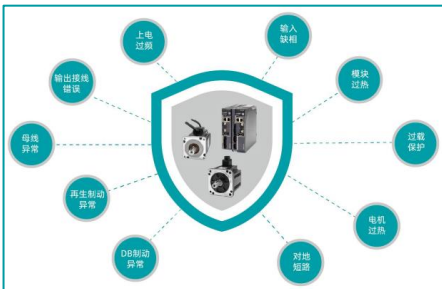 上电
过频
输入
缺相
输出接线
错误
模块
过热
母线
异常
过载
保护
再生制动
异常
电机
过热
DB制动
异常
对地
短路